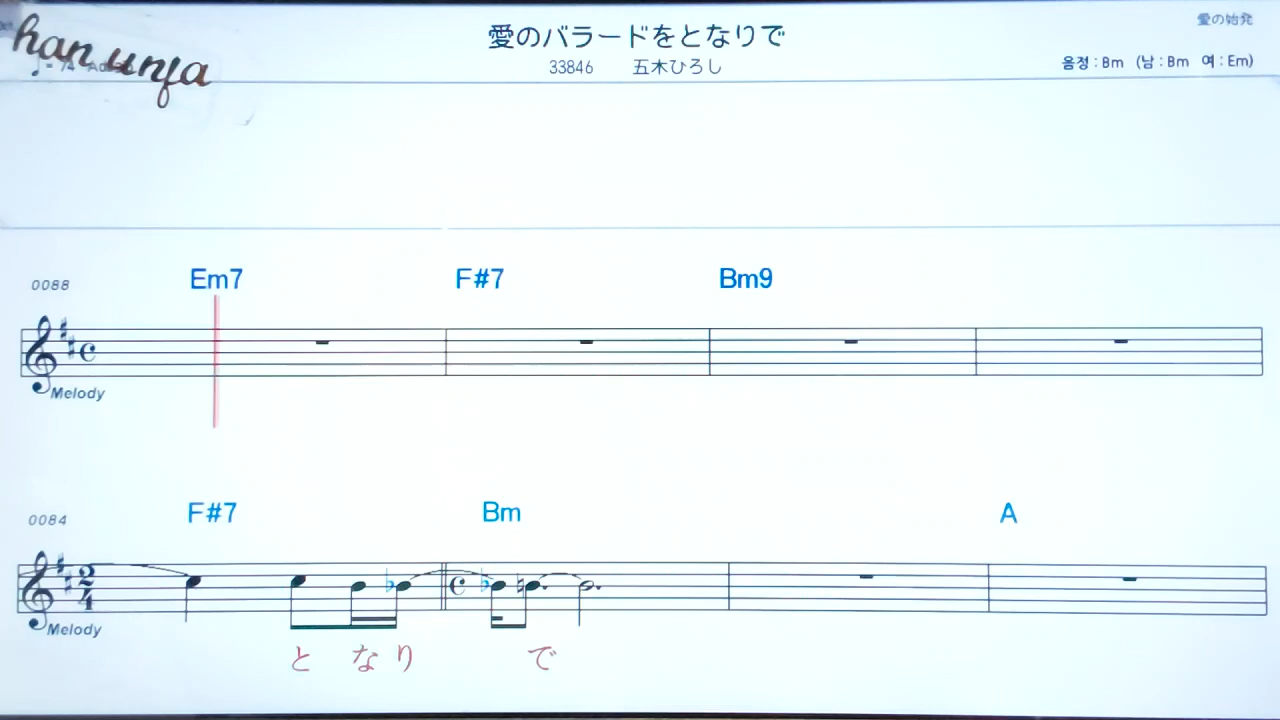 愛のバラードをとなりで
愛の始発
33846 五木ひろし
음정 : Bm (남 : Bm 여 : Em)
han unja
0088 Em7 F#7 Bm9
Melody
0084 F#7 Bm A
2
4
Melody
と なり で